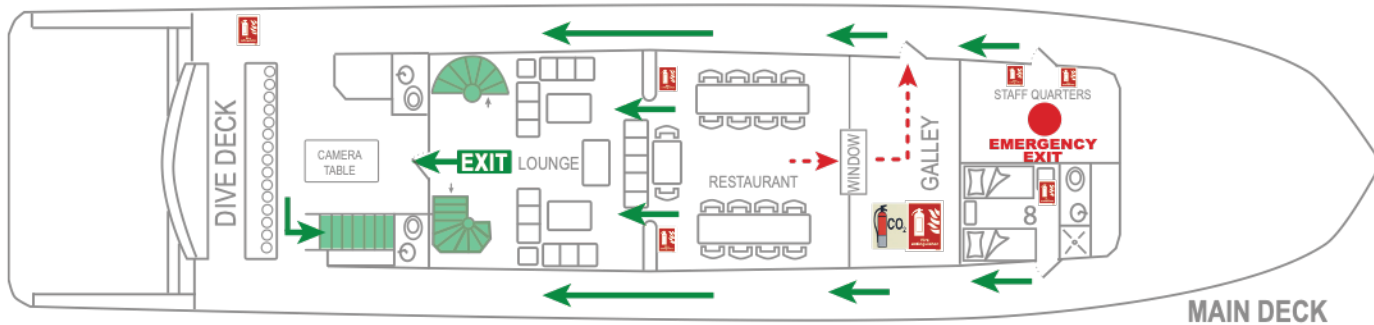 DIVE DECK
CAMERA
TABLE
EXIT
LOUNGE
RESTAURANT
WINDOW
GALLEY
CO₂
STAFF QUARTERS
EMERGENCY
EXIT
8
MAIN DECK